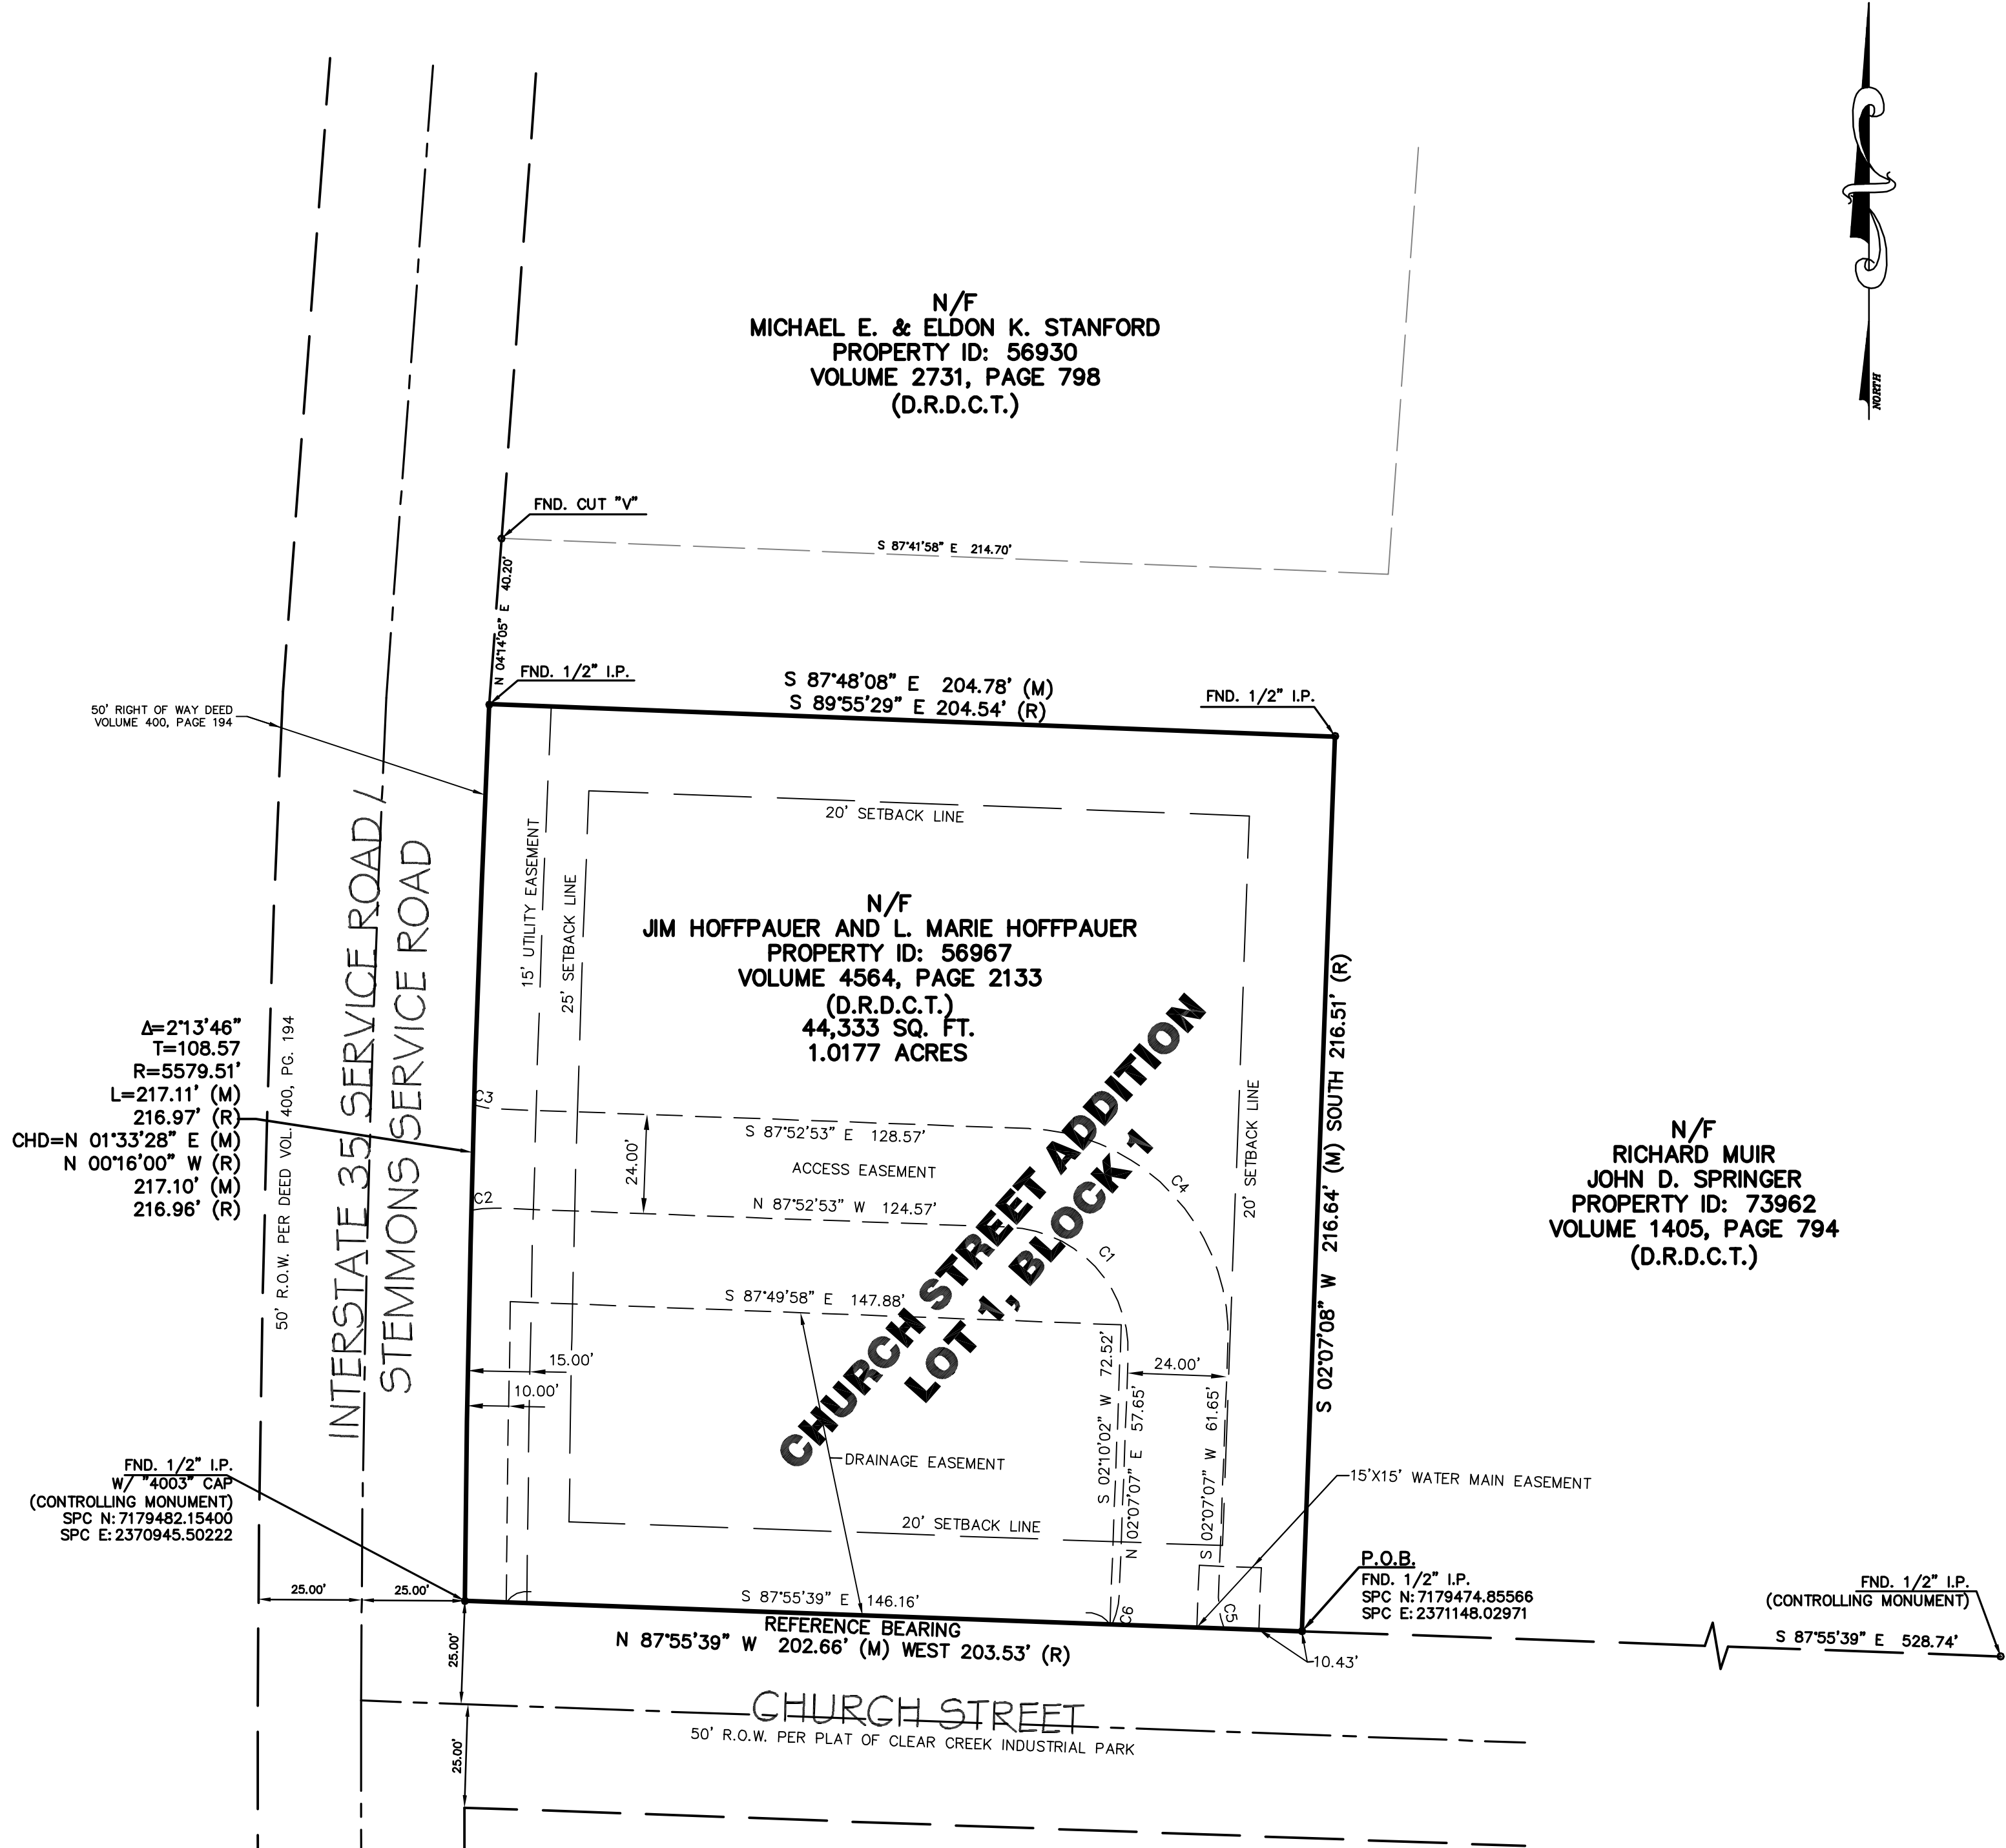 NORTH
N/F
MICHAEL E. & ELDON K. STANFORD
PROPERTY ID: 56930
VOLUME 2731, PAGE 798
(D.R.D.C.T.)
FND. CUT "V"
S 87°41'58" E 214.70'
N 04°14'05" E 40.20'
FND. 1/2" I.P.
S 87°48'08" E 204.78' (M)
S 89°55'29" E 204.54' (R)
FND. 1/2" I.P.
50' RIGHT OF WAY DEED
VOLUME 400, PAGE 194
20' SETBACK LINE
15' UTILITY EASEMENT
25' SETBACK LINE
N/F
JIM HOFFPAUER AND L. MARIE HOFFPAUER
PROPERTY ID: 56967
VOLUME 4564, PAGE 2133
(D.R.D.C.T.)
44,333 SQ. FT.
1.0177 ACRES
INTERSTATE 35 SERVICE ROAD /
STEMMONS SERVICE ROAD
50' R.O.W. PER DEED VOL. 400, PG. 194
Δ=2°13'46"
T=108.57
R=5579.51'
L=217.11' (M)
216.97' (R)
CHD=N 01°33'28" E (M)
N 00°16'00" W (R)
217.10' (M)
216.96' (R)
C3
S 87°52'53" E 128.57'
24.00'
ACCESS EASEMENT
C2
N 87°52'53" W 124.57'
C4
C1
20' SETBACK LINE
S 02°07'08" W 216.64' (M) SOUTH 216.51' (R)
N/F
RICHARD MUIR
JOHN D. SPRINGER
PROPERTY ID: 73962
VOLUME 1405, PAGE 794
(D.R.D.C.T.)
CHURCH STREET ADDITION
LOT 1, BLOCK 1
S 87°49'58" E 147.88'
15.00'
10.00'
24.00'
S 02°10'02" W 72.52'
N 02°07'07" E 57.65'
S 02°07'07" W 61.65'
DRAINAGE EASEMENT
15'X15' WATER MAIN EASEMENT
20' SETBACK LINE
FND. 1/2" I.P.
W/ "4003" CAP
(CONTROLLING MONUMENT)
SPC N: 7179482.15400
SPC E: 2370945.50222
P.O.B.
FND. 1/2" I.P.
SPC N: 7179474.85566
SPC E: 2371148.02971
FND. 1/2" I.P.
(CONTROLLING MONUMENT)
S 87°55'39" E 528.74'
25.00'
25.00'
S 87°55'39" E 146.16'
C6
C5
REFERENCE BEARING
N 87°55'39" W 202.66' (M) WEST 203.53' (R)
10.43'
25.00'
CHURCH STREET
50' R.O.W. PER PLAT OF CLEAR CREEK INDUSTRIAL PARK
25.00'